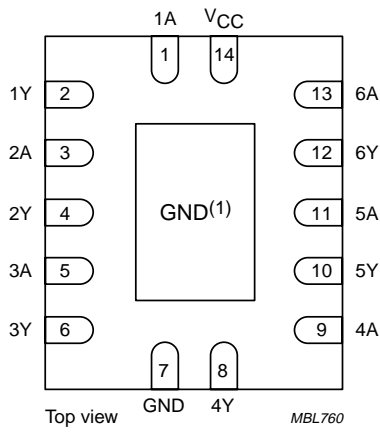 1A VCC
1 14
1Y 2 13 6A
2A 3 12 6Y
2Y 4 GND(1) 11 5A
3A 5 10 5Y
3Y 6 9 4A
7 8
Top view GND 4Y MBL760